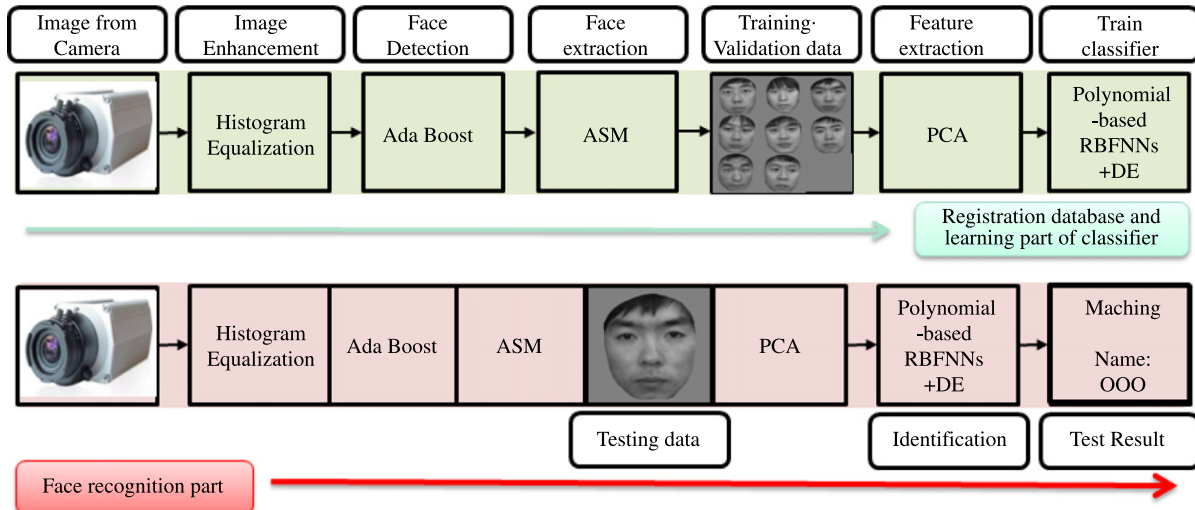 Image from
Camera
Image
Enhancement
Face
Detection
Face
extraction
Training·
Validation data
Feature
extraction
Train
classifier
Histogram
Equalization
Ada Boost
ASM
PCA
Polynomial
-based
RBFNNs
+DE
Registration database and
learning part of classifier
Histogram
Equalization
Ada Boost
ASM
PCA
Polynomial
-based
RBFNNs
+DE
Maching
Name:
OOO
Testing data
Identification
Test Result
Face recognition part